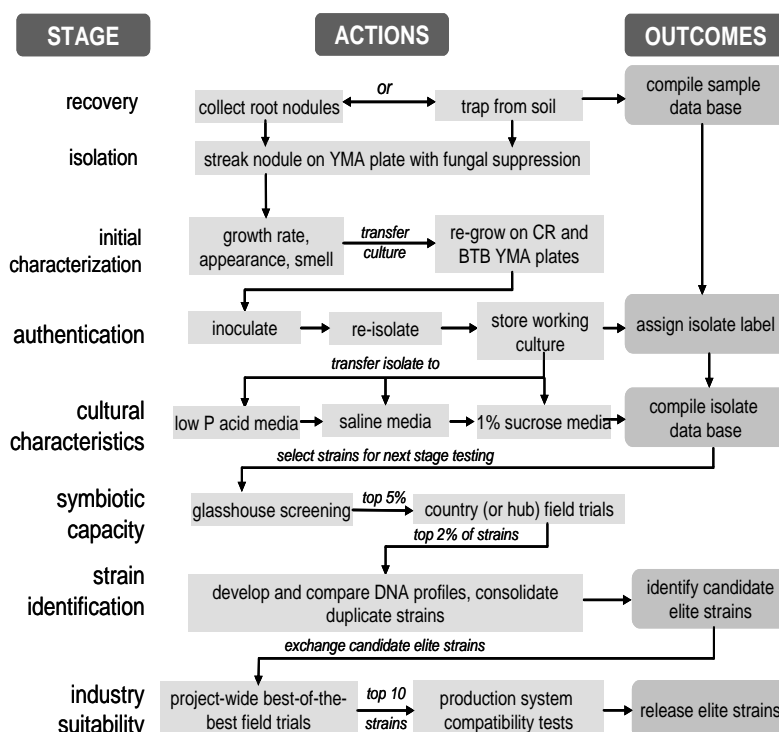 STAGE
ACTIONS
OUTCOMES
recovery
collect root nodules
or
trap from soil
compile sample
data base
isolation
streak nodule on YMA plate with fungal suppression
initial
characterization
growth rate,
appearance, smell
transfer
culture
re-grow on CR and
BTB YMA plates
authentication
inoculate
re-isolate
store working
culture
assign isolate label
transfer isolate to
cultural
characteristics
low P acid media
saline media
1% sucrose media
compile isolate
data base
select strains for next stage testing
symbiotic
capacity
glasshouse screening
top 5%
country (or hub) field trials
top 2% of strains
strain
identification
develop and compare DNA profiles, consolidate
duplicate strains
identify candidate
elite strains
exchange candidate elite strains
industry
suitability
project-wide best-of-the-
best field trials
top 10
strains
production system
compatibility tests
release elite strains